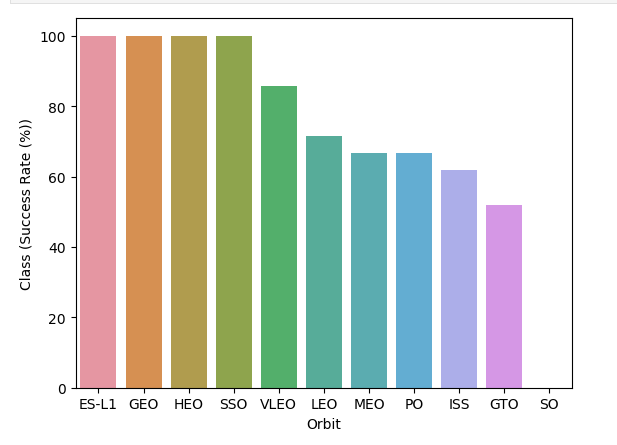 100
80
60
40
20
0
Class (Success Rate (%))
ES-L1 GEO HEO SSO VLEO LEO MEO PO ISS GTO SO
Orbit